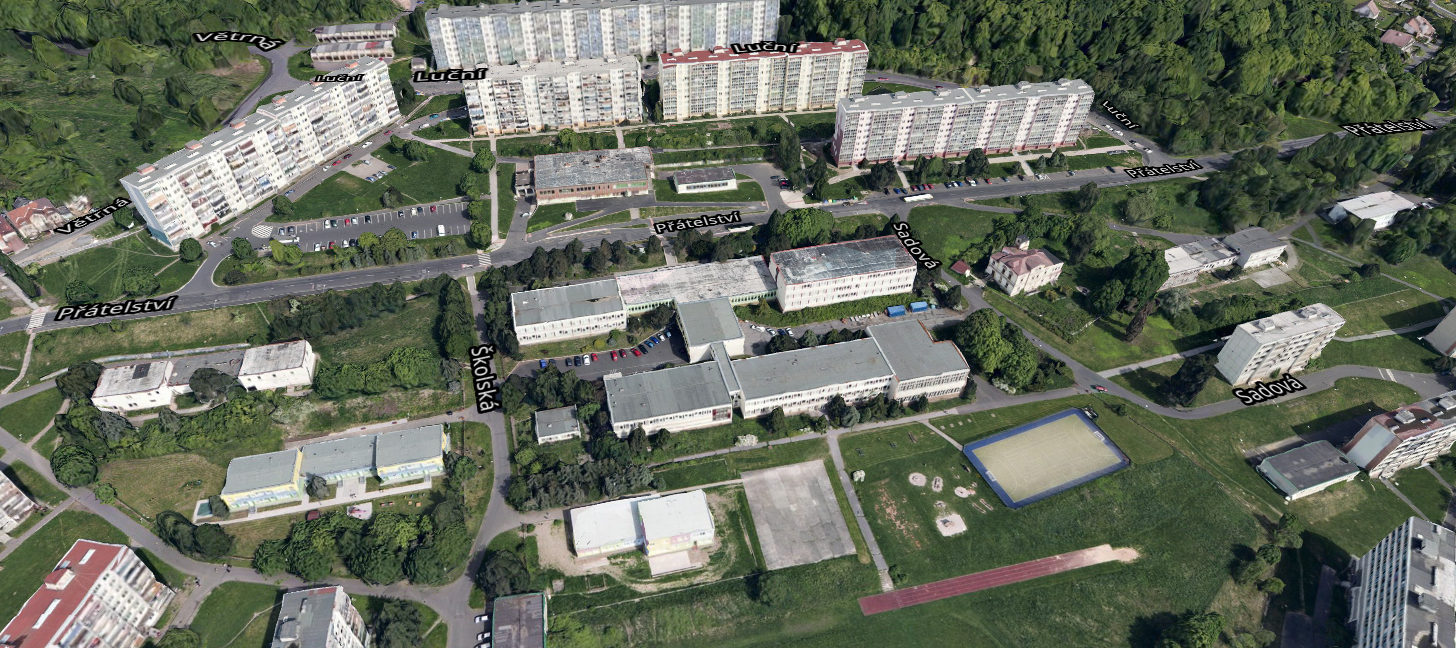 Větrná
Luční
Luční
Luční
Luční
Přátelství
Přátelství
Větrná
Přátelství
Sadová
Přátelství
Školská
Sadová